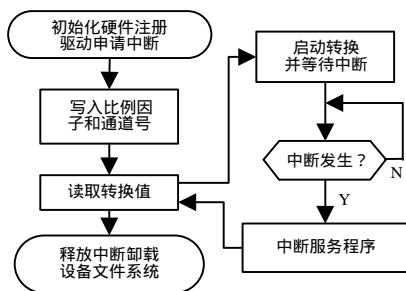 初始化硬件注册
驱动申请中断
写入比例因
子和通道号
读取转换值
释放中断卸载
设备文件系统
启动转换
并等待中断
中断发生？
N
Y
中断服务程序